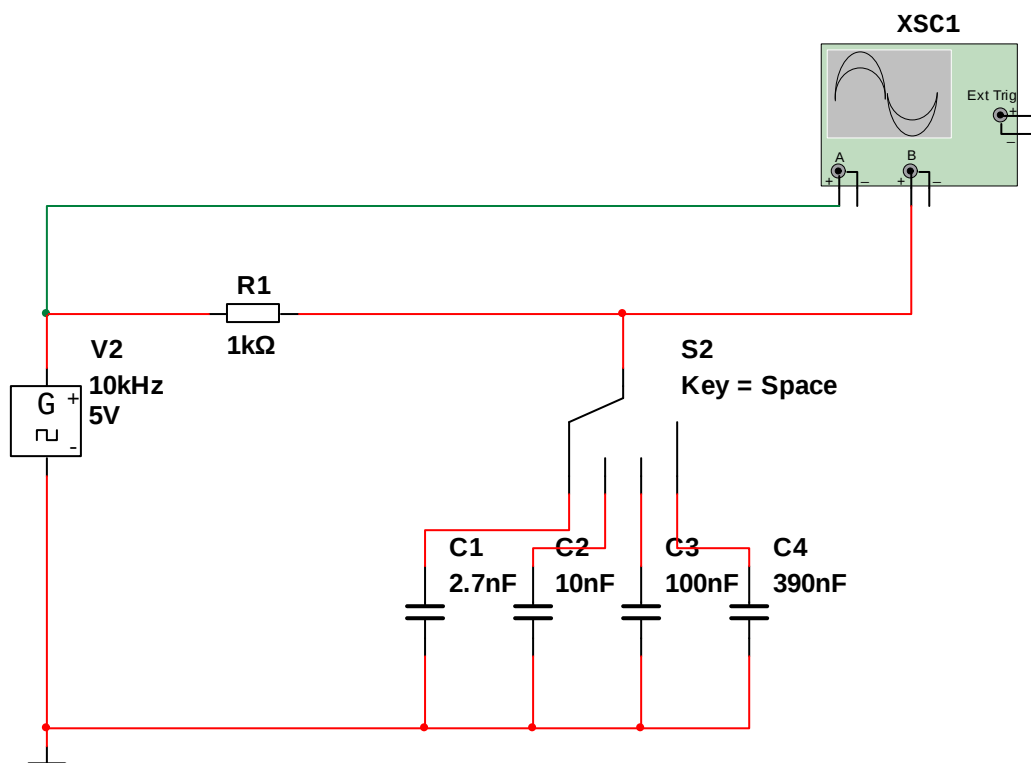 XSC1
Ext Trig
+
−
A
B
+ − + −
R1
1kΩ
V2
10kHz
5V
G +
-
S2
Key = Space
C1
2.7nF
C2
10nF
C3
100nF
C4
390nF